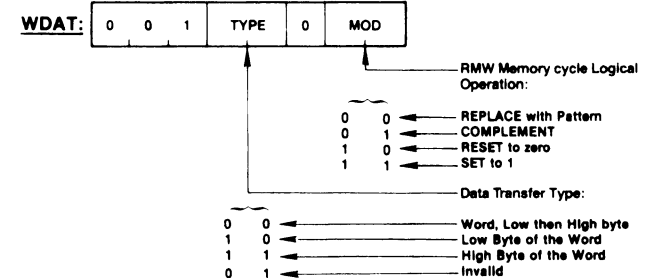 WDAT: 0 0 1 TYPE 0 MOD
RMW Memory cycle Logical
Operation:
0 0 REPLACE with Pattern
0 1 COMPLEMENT
1 0 RESET to zero
1 1 SET to 1
Data Transfer Type:
0 0 Word, Low then High byte
1 0 Low Byte of the Word
1 1 High Byte of the Word
0 1 Invalid